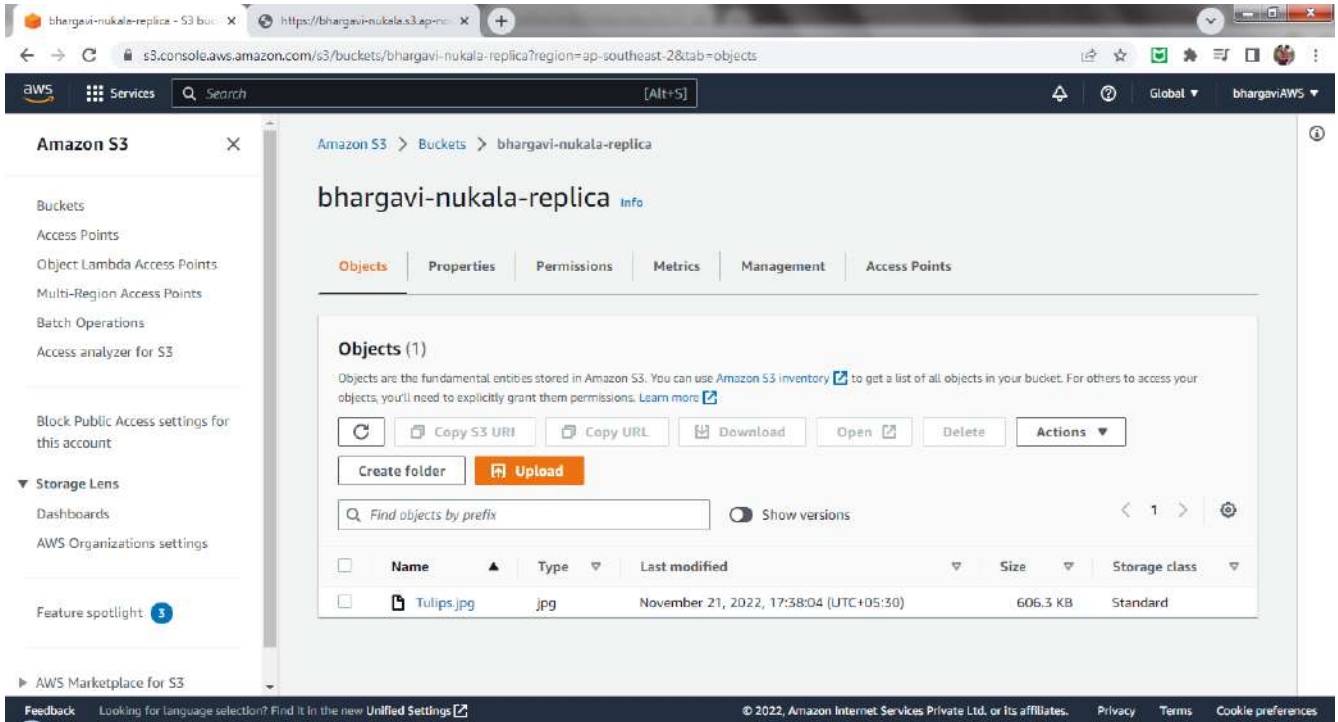 bhargavi-nukala-replica - S3 buc
https://bhargavi-nukala.s3.ap-no
s3.console.aws.amazon.com/s3/buckets/bhargavi-nukala-replica?region=ap-southeast-2&tab=objects
aws Services Search [Alt+S] Global bhargaviAWS
Amazon S3
Buckets
Access Points
Object Lambda Access Points
Multi-Region Access Points
Batch Operations
Access analyzer for S3
Block Public Access settings for
this account
Storage Lens
Dashboards
AWS Organizations settings
Feature spotlight 3
AWS Marketplace for S3
Amazon S3 > Buckets > bhargavi-nukala-replica
bhargavi-nukala-replica Info
Objects Properties Permissions Metrics Management Access Points
Objects (1)
Objects are the fundamental entities stored in Amazon S3. You can use Amazon S3 inventory to get a list of all objects in your bucket. For others to access your
objects, you'll need to explicitly grant them permissions. Learn more
Copy S3 URI Copy URL Download Open Delete Actions
Create folder Upload
Find objects by prefix Show versions < 1 >
Name Type Last modified Size Storage class
Tulips.jpg jpg November 21, 2022, 17:38:04 (UTC+05:30) 606.3 KB Standard
Feedback Looking for language selection? Find it in the new Unified Settings © 2022, Amazon Internet Services Private Ltd. or its affiliates. Privacy Terms Cookie preferences